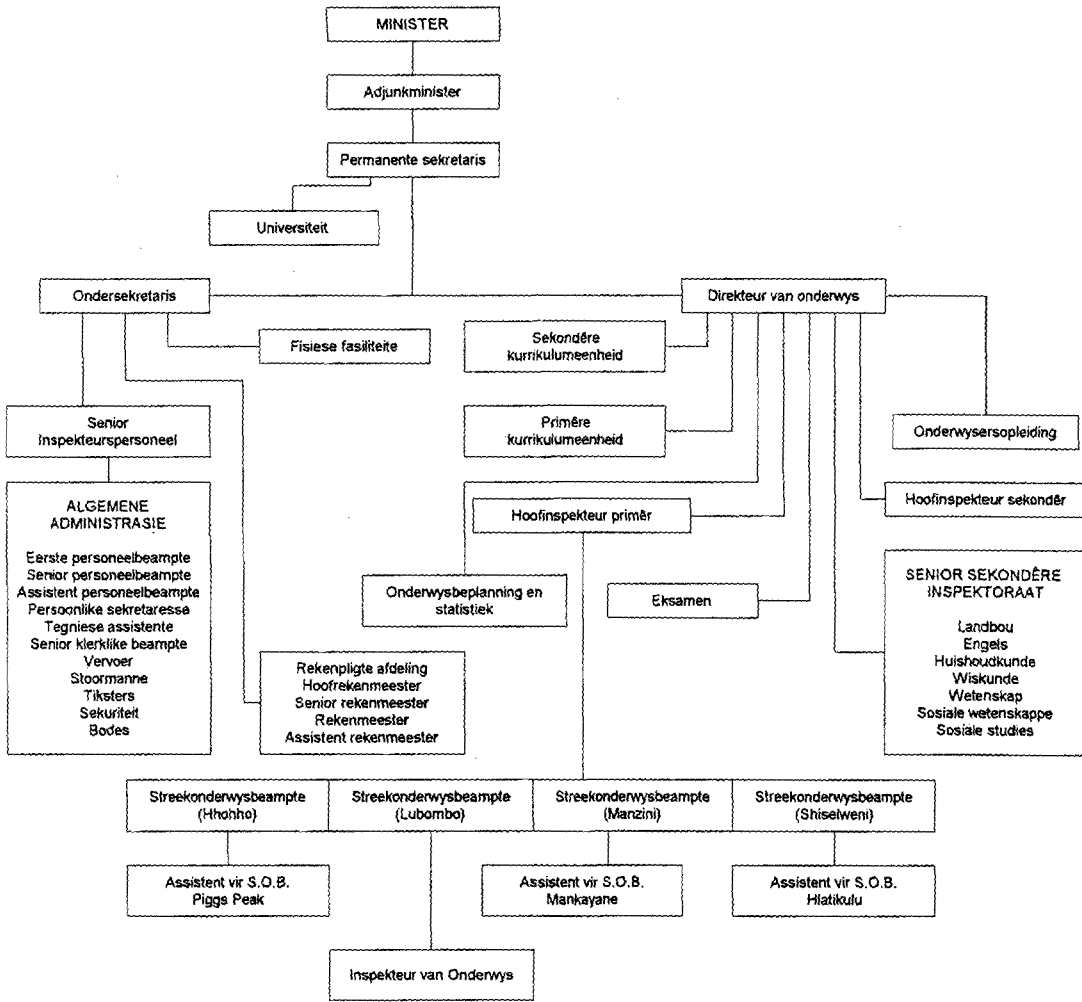 MINISTER
Adjunkminister
Permanente sekretaris
Universiteit
Ondersekretaris
Direkteur van onderwys
Fisiese fasiliteite
Sekondêre
kurrikulumeenheid
Senior
Inspekteurspersoneel
Primêre
kurrikulumeenheid
Onderwysersopleiding
ALGEMENE
ADMINISTRASIE
Eerste personeelbeampte
Senior personeelbeampte
Assistent personeelbeampte
Persoonlike sekretaresse
Tegniese assistente
Senior klerklike beampte
Vervoer
Stoormanne
Tiksters
Sekuriteit
Bodes
Hoofinspekteur primêr
Hoofinspekteur sekondêr
Onderwysbeplanning en
statistiek
Eksamen
SENIOR SEKONDÊRE
INSPEKTORAAT
Landbou
Engels
Huishoudkunde
Wiskunde
Wetenskap
Sosiale wetenskappe
Sosiale studies
Rekenpligte afdeling
Hoofrekenmeester
Senior rekenmeester
Rekenmeester
Assistent rekenmeester
Streekonderwysbeampte
(Hhohho)
Streekonderwysbeampte
(Lubombo)
Streekonderwysbeampte
(Manzini)
Streekonderwysbeampte
(Shiselweni)
Assistent vir S.O.B.
Piggs Peak
Assistent vir S.O.B.
Mankayane
Assistent vir S.O.B.
Hlatikulu
Inspekteur van Onderwys